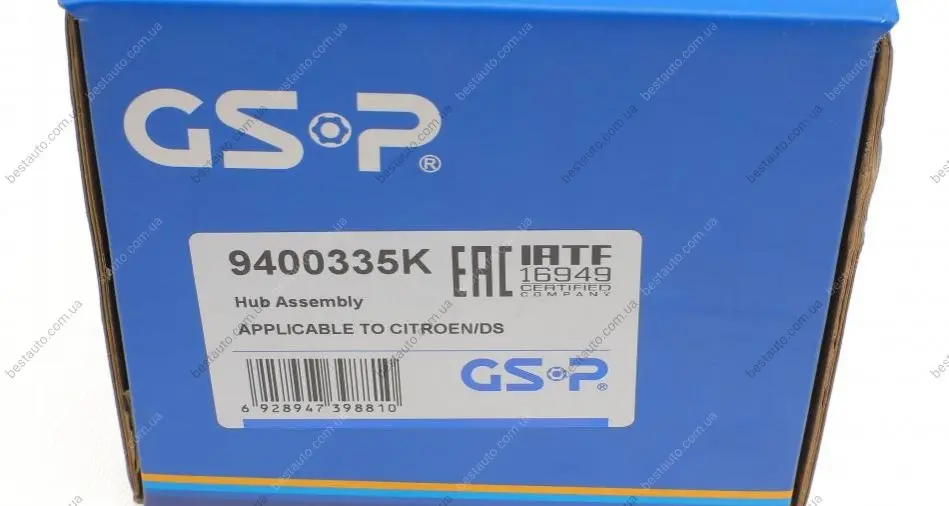 GSP®
9400335K
EAC
IATF
16949
CERTIFIED
COMPANY
Hub Assembly
APPLICABLE TO CITROEN/DS
GSP®
6 928947 398810
bestauto.com.ua